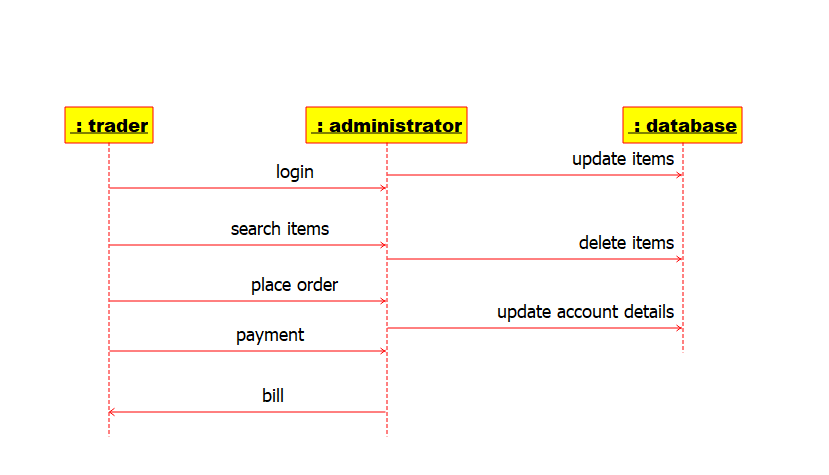 : trader
: administrator
: database
update items
login
search items
delete items
place order
update account details
payment
bill